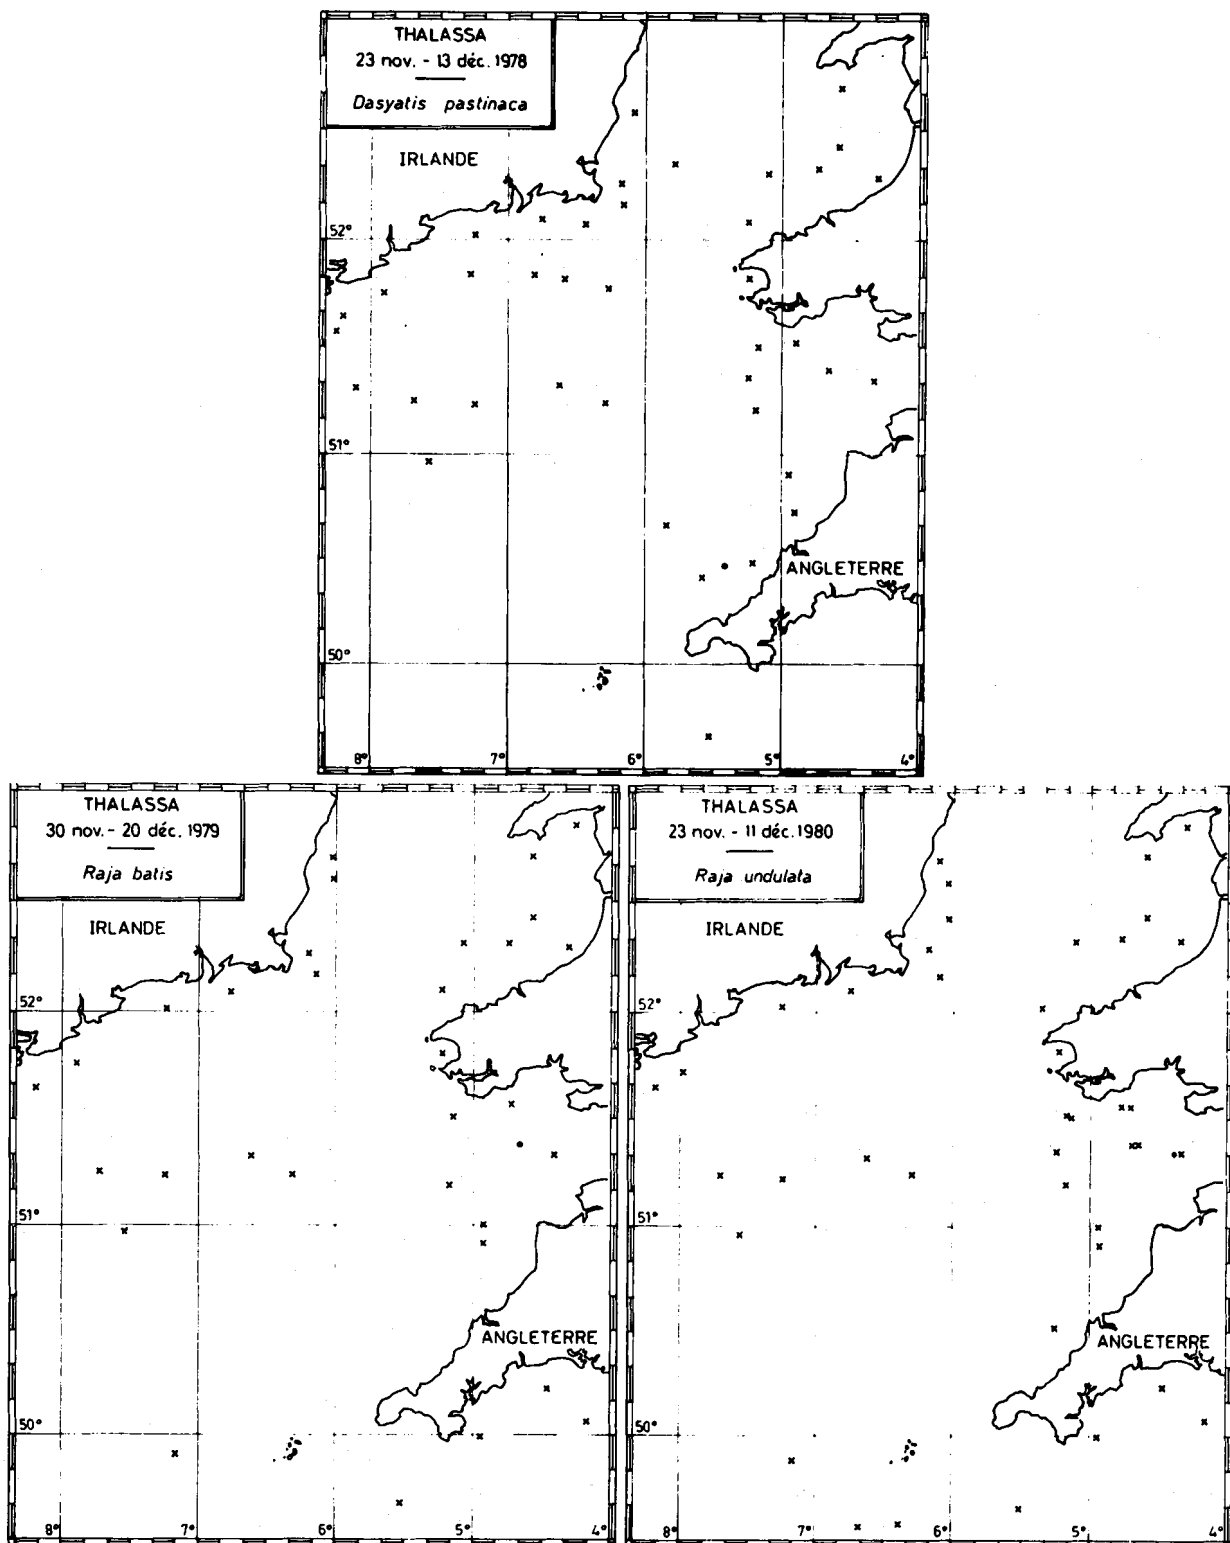 THALASSA
23 nov. - 13 déc. 1978
Dasyatis pastinaca
IRLANDE
52°
51°
ANGLETERRE
50°
8° 7° 6° 5° 4°
THALASSA
30 nov. - 20 déc. 1979
Raja batis
IRLANDE
52°
51°
ANGLETERRE
50°
8° 7° 6° 5° 4°
THALASSA
23 nov. - 11 déc. 1980
Raja undulata
IRLANDE
52°
51°
ANGLETERRE
50°
8° 7° 6° 5° 4°